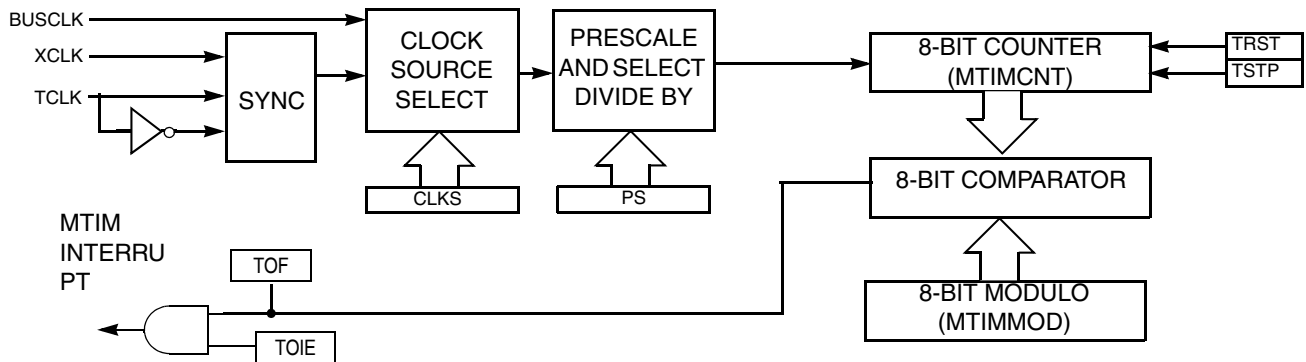 BUSCLK
XCLK
TCLK
SYNC
CLOCK
SOURCE
SELECT
PRESCALE
AND SELECT
DIVIDE BY
8-BIT COUNTER
(MTIMCNT)
TRST
TSTP
CLKS
PS
8-BIT COMPARATOR
MTIM
INTERRU
PT
TOF
8-BIT MODULO
(MTIMMOD)
TOIE